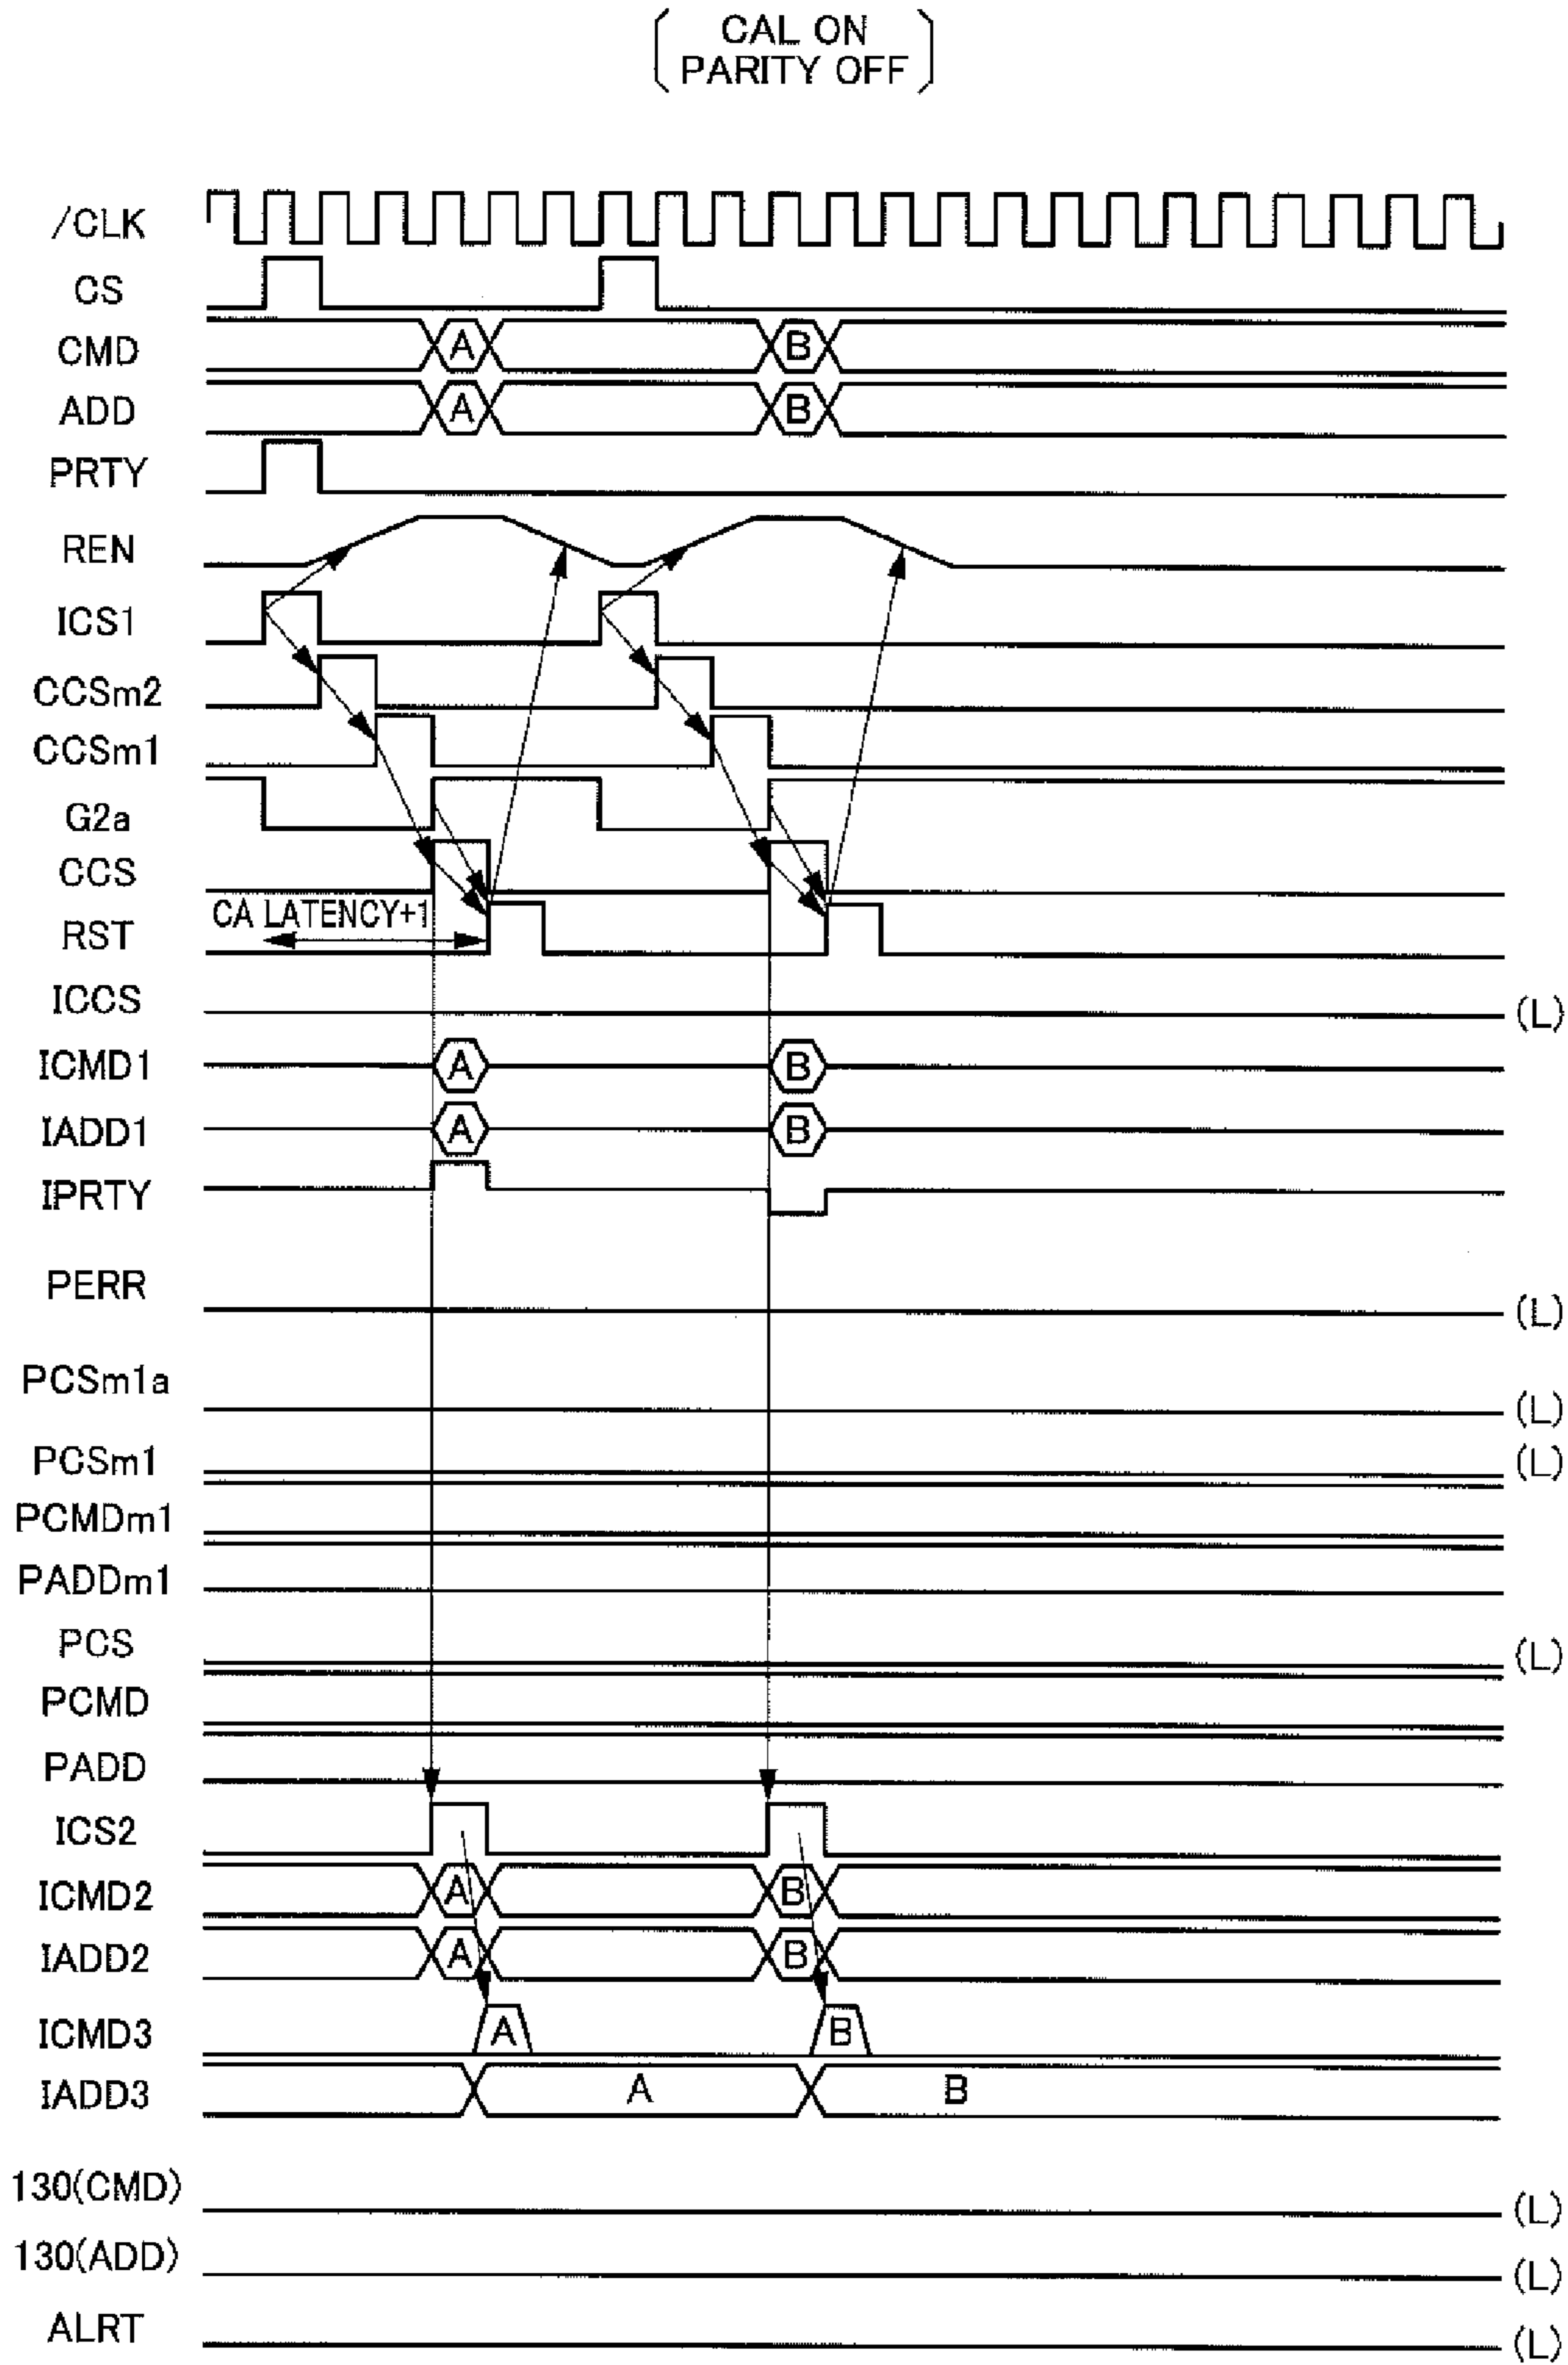 CAL ON
PARITY OFF
/CLK
CS
CMD A B
ADD A B
PRTY
REN
ICS1
CCSm2
CCSm1
G2a
CCS
CA LATENCY+1
RST
ICCS (L)
ICMD1 A B
IADD1 A B
IPRTY
PERR (L)
PCSm1a (L)
PCSm1 (L)
PCMDm1
PADDm1
PCS (L)
PCMD
PADD
ICS2
ICMD2 A B
IADD2 A B
ICMD3 A B
IADD3 A B
130(CMD) (L)
130(ADD) (L)
ALRT (L)